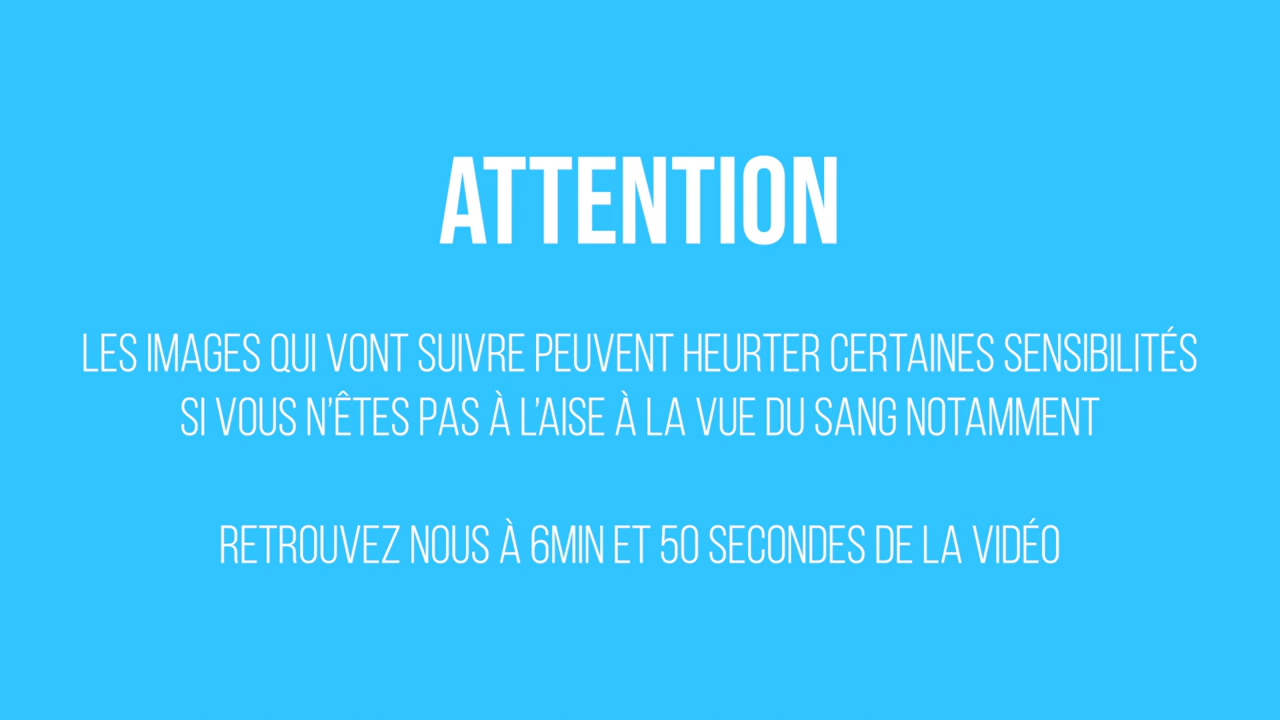 ATTENTION
LES IMAGES QUI VONT SUIVRE PEUVENT HEURTER CERTAINES SENSIBILITÉS
SI VOUS N'ÊTES PAS À L'AISE À LA VUE DU SANG NOTAMMENT
RETROUVEZ NOUS À 6MIN ET 50 SECONDES DE LA VIDÉO